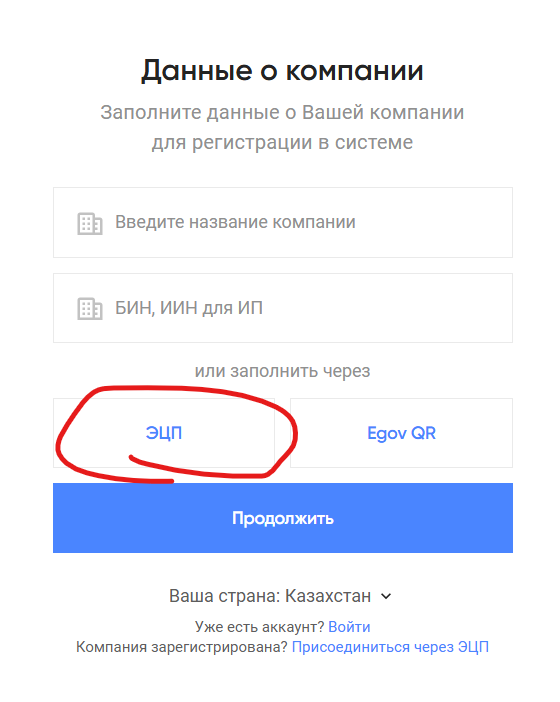 Данные о компании
Заполните данные о Вашей компании
для регистрации в системе
Введите название компании
БИН, ИИН для ИП
или заполнить через
ЭЦП
Egov QR
Продолжить
Ваша страна: Казахстан
Уже есть аккаунт? Войти
Компания зарегистрирована? Присоединиться через ЭЦП